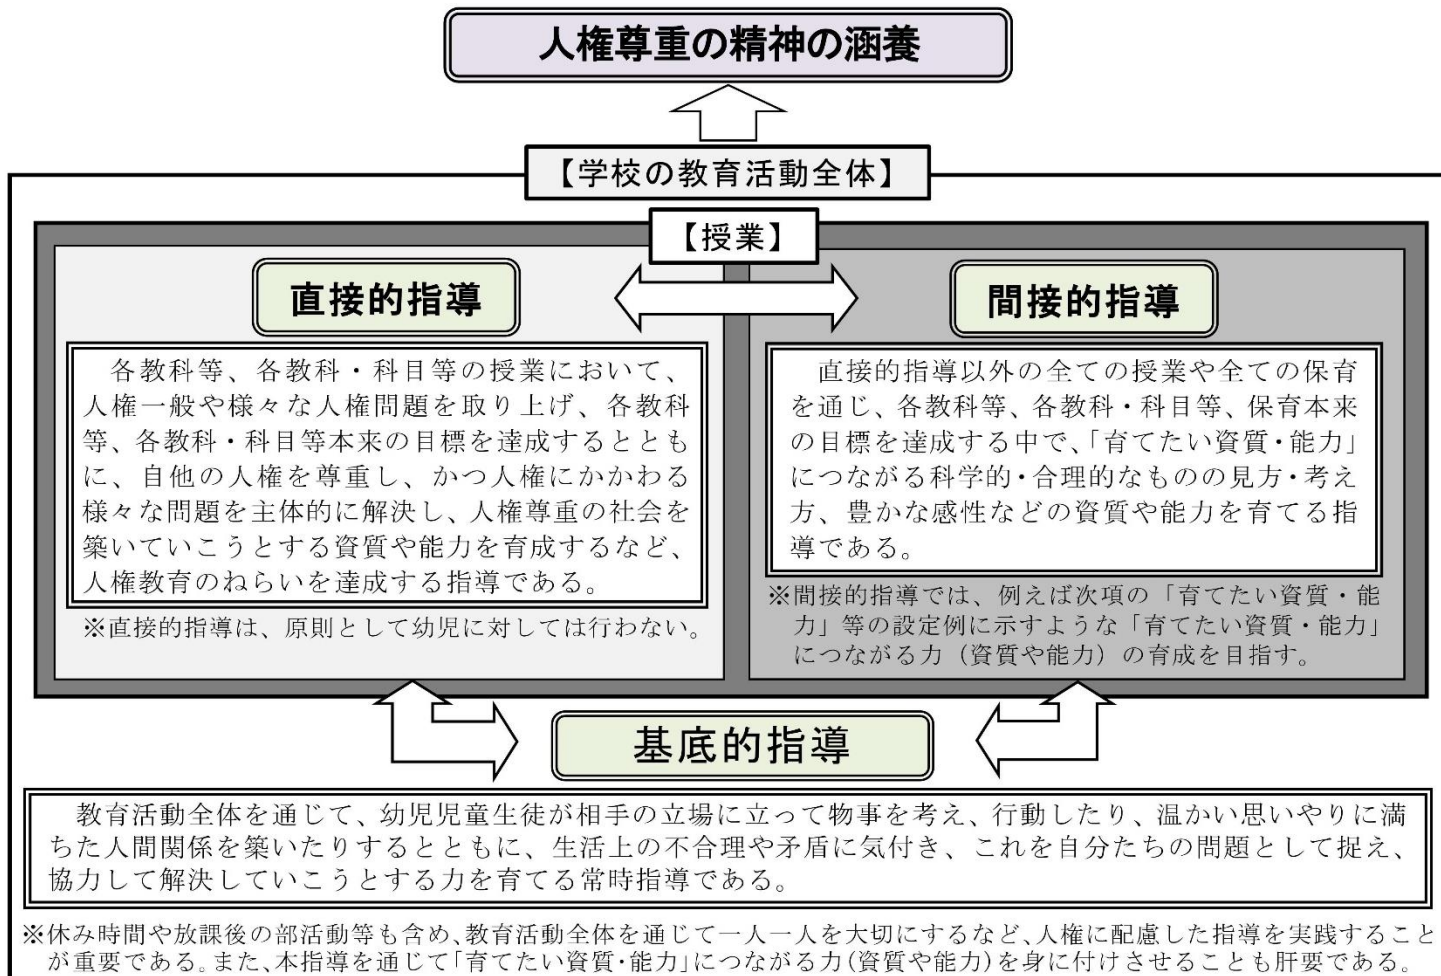 人権尊重の精神の涵養
【学校の教育活動全体】
【授業】
直接的指導
各教科等、各教科・科目等の授業において、
人権一般や様々な人権問題を取り上げ、各教科
等、各教科・科目等本来の目標を達成するととも
に、自他の人権を尊重し、かつ人権にかかわる
様々な問題を主体的に解決し、人権尊重の社会を
築いていこうとする資質や能力を育成するなど、
人権教育のねらいを達成する指導である。
※直接的指導は、原則として幼児に対しては行わない。
間接的指導
直接的指導以外の全ての授業や全ての保育
を通じ、各教科等、各教科・科目等、保育本来
の目標を達成する中で、「育てたい資質・能力」
につながる科学的・合理的なものの見方・考え
方、豊かな感性などの資質や能力を育てる指
導である。
※間接的指導では、例えば次項の「育てたい資質・能
力」等の設定例に示すような「育てたい資質・能力」
につながる力（資質や能力）の育成を目指す。
基底的指導
教育活動全体を通じて、幼児児童生徒が相手の立場に立って物事を考え、行動したり、温かい思いやりに満
ちた人間関係を築いたりするとともに、生活上の不合理や矛盾に気付き、これを自分たちの問題として捉え、
協力して解決していこうとする力を育てる常時指導である。
※休み時間や放課後の部活動等も含め、教育活動全体を通じて一人一人を大切にするなど、人権に配慮した指導を実践すること
が重要である。また、本指導を通じて「育てたい資質・能力」につながる力(資質や能力)を身に付けさせることも肝要である。